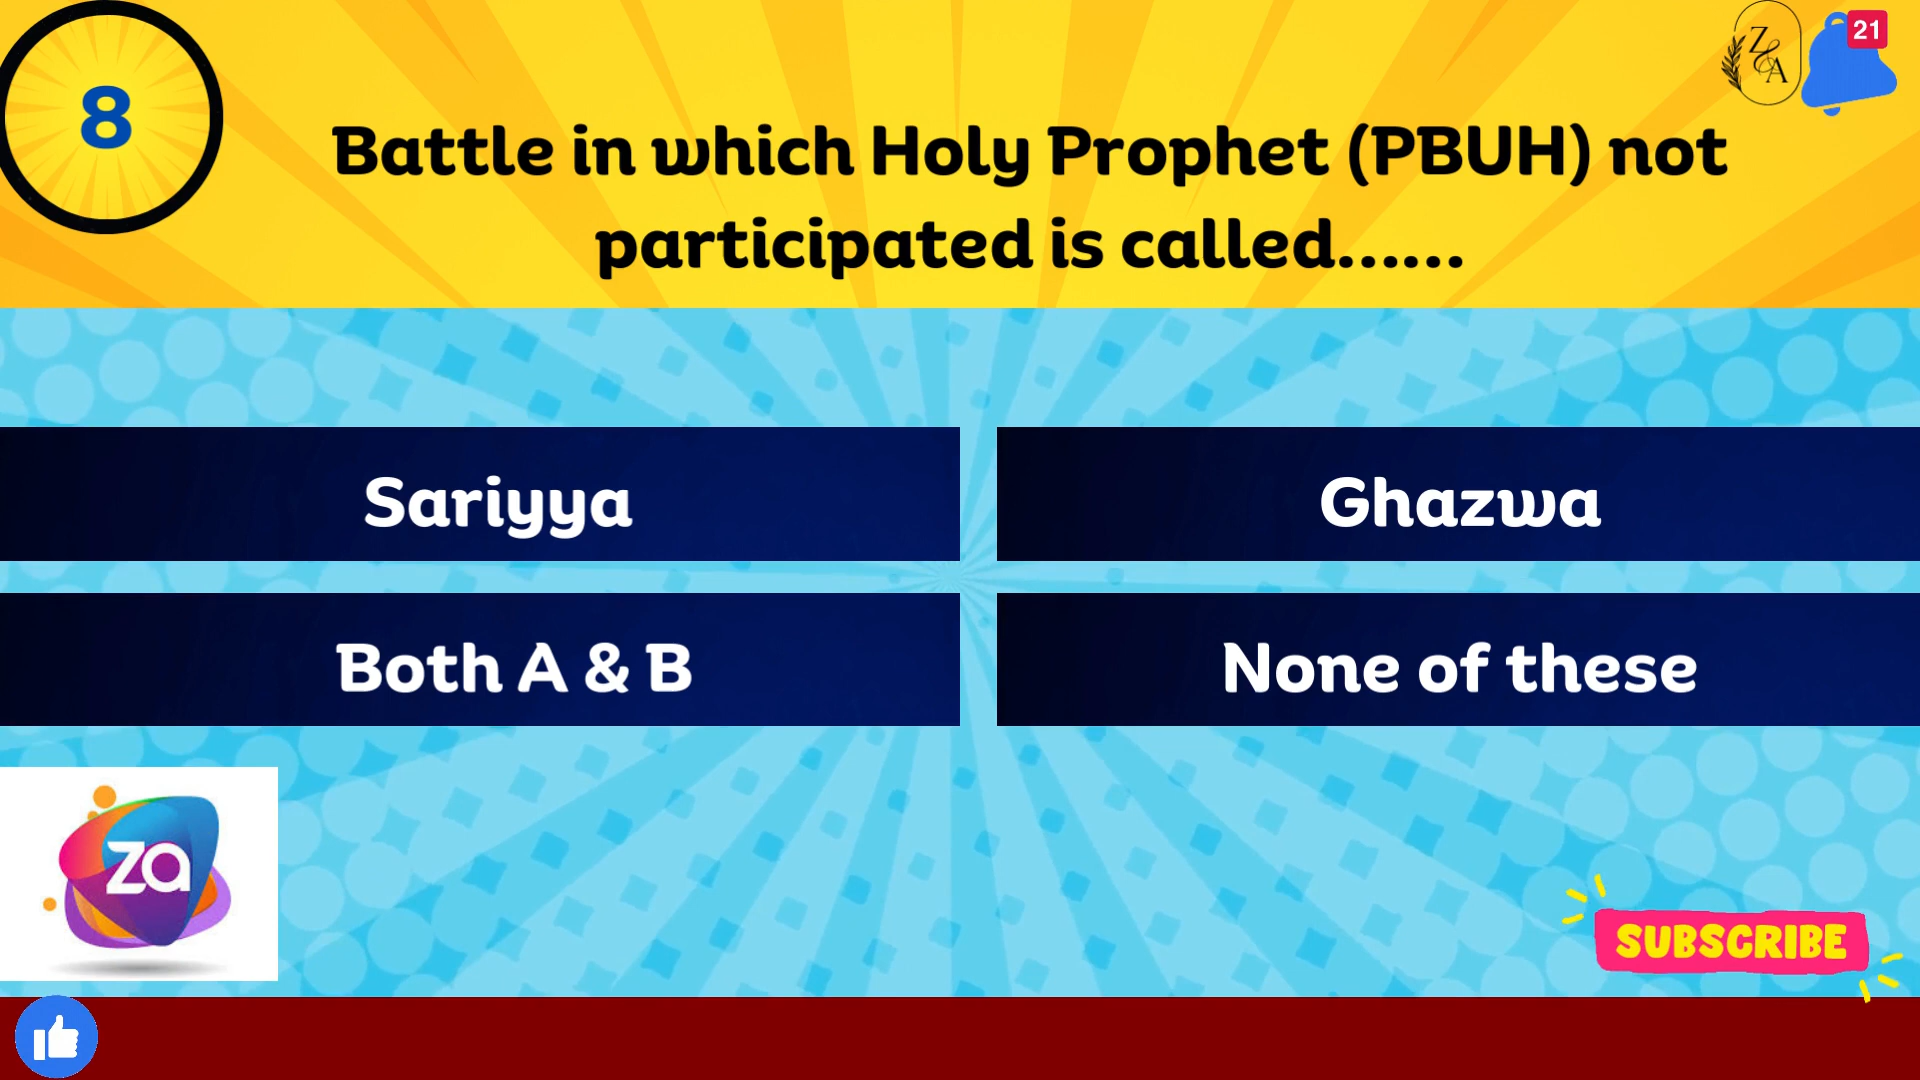 8
Z&A
21
Battle in which Holy Prophet (PBUH) not
participated is called......
Sariyya
Ghazwa
Both A & B
None of these
za
SUBSCRIBE